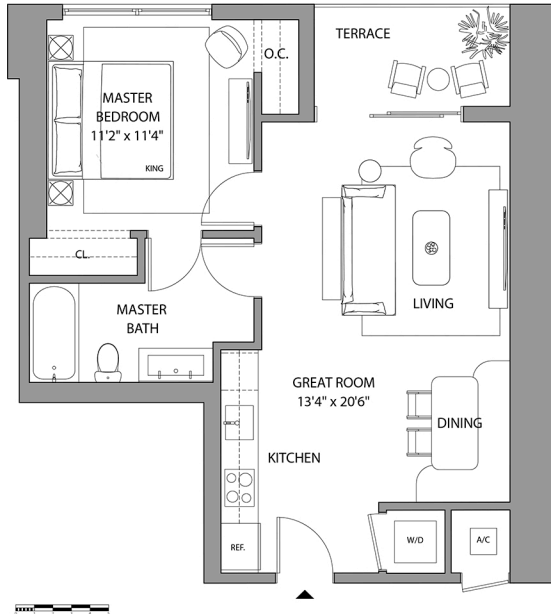 TERRACE
O.C.
MASTER
BEDROOM
11'2" x 11'4"
KING
CL.
MASTER
BATH
LIVING
GREAT ROOM
13'4" x 20'6"
DINING
KITCHEN
REF.
W/D
A/C